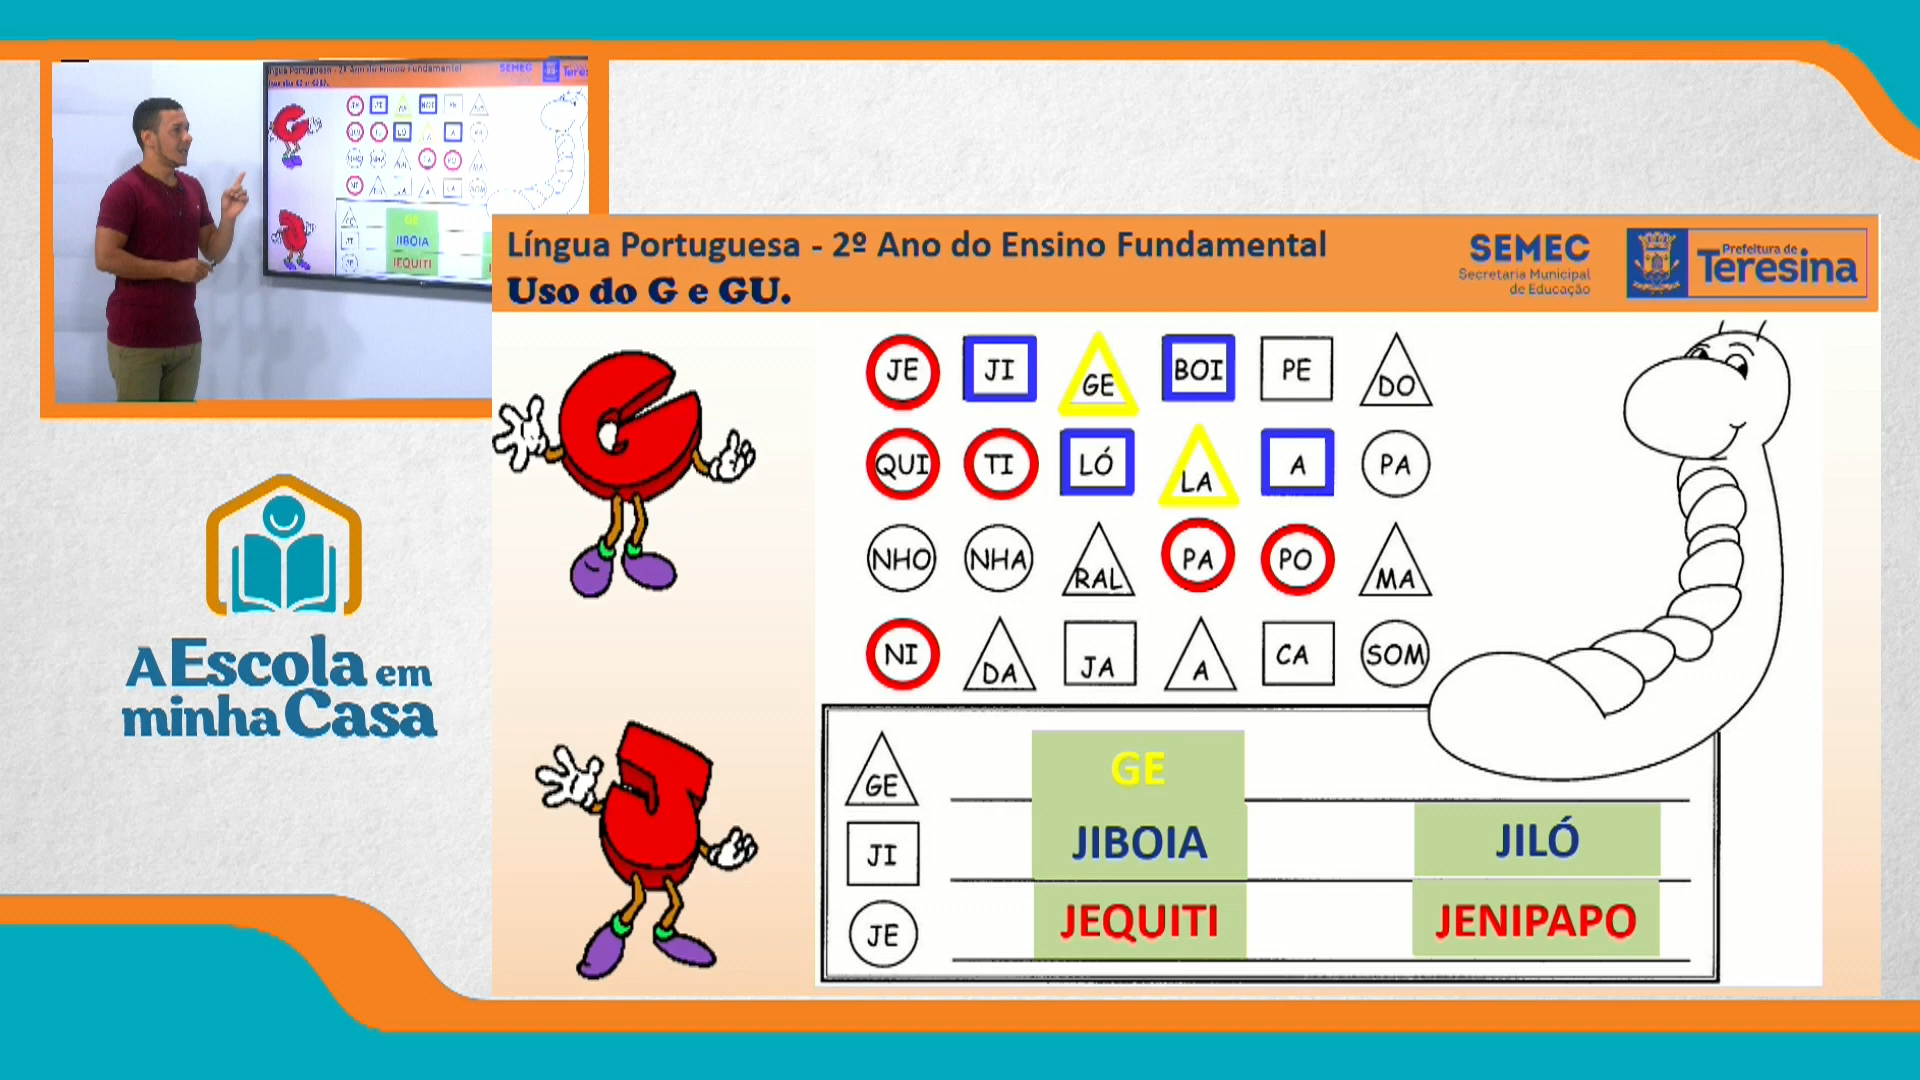 Língua Portuguesa - 2º Ano do Ensino Fundamental
Uso do G e GU.
SEMEC
Secretaria Municipal
de Educação
Prefeitura de
Teresina
JE JI GE BOI PE DO
QUI TI LÓ LA A PA
NHO NHA RAL PA PO MA
NI DA JA A CA SOM
GE GE
JI JIBOIA JILÓ
JE JEQUITI JENIPAPO
A Escola em
minha Casa